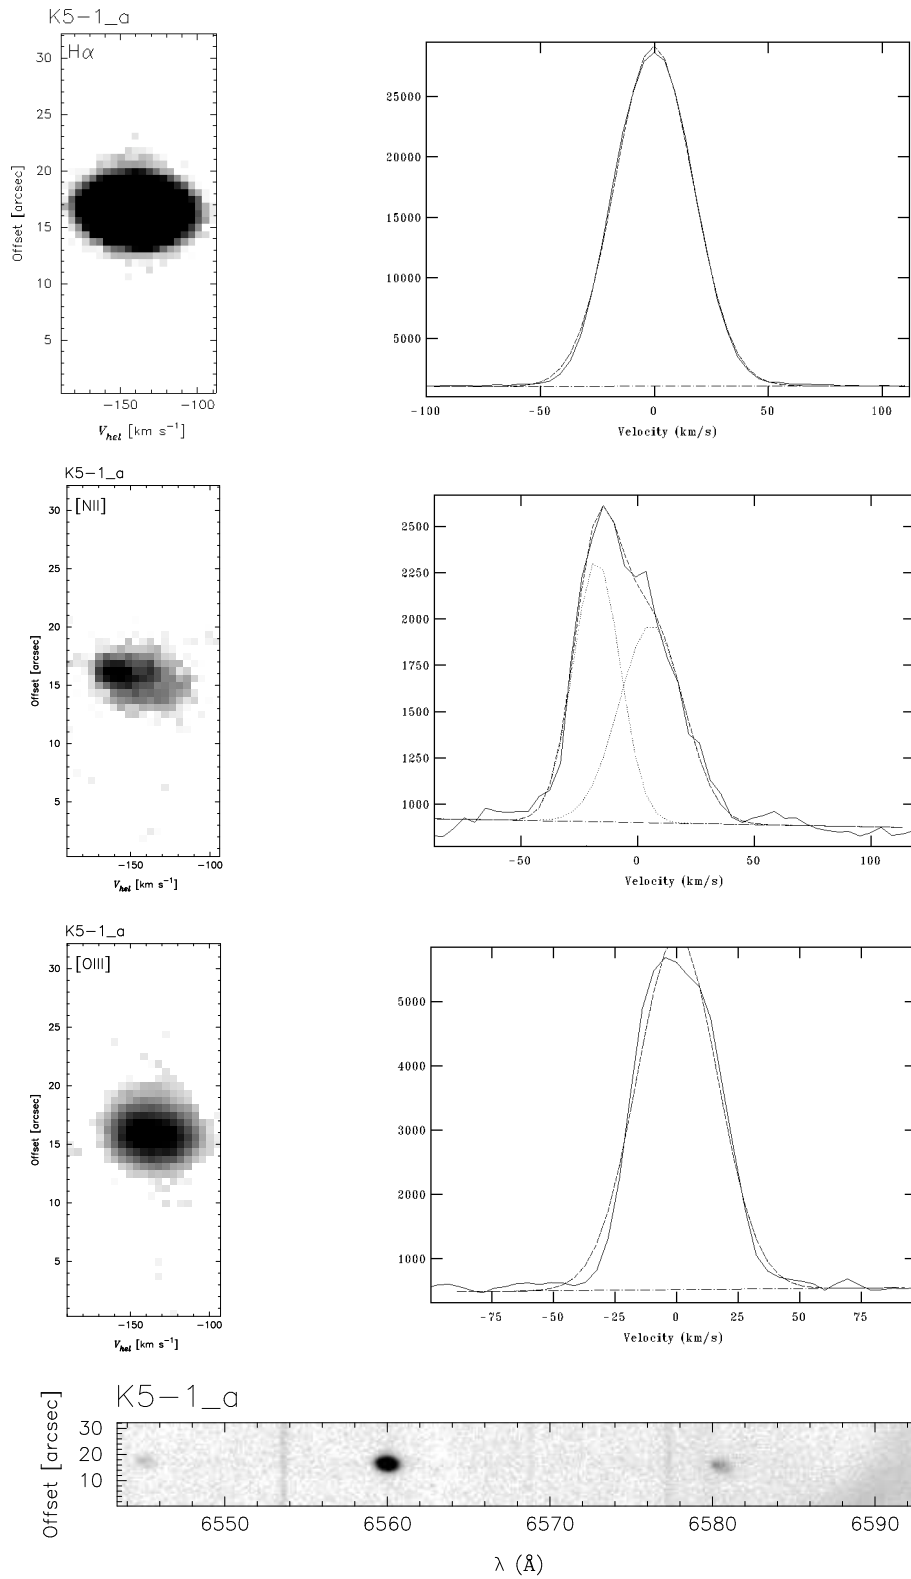 K5-1_a
Hα
30
25
20
15
10
5
Offset [arcsec]
-150 -100
V_hel [km s⁻¹]
25000
20000
15000
10000
5000
-100 -50 0 50 100
Velocity (km/s)
K5-1_a
[NII]
30
25
20
15
10
5
Offset [arcsec]
-150 -100
V_hel [km s⁻¹]
2500
2250
2000
1750
1500
1250
1000
-50 0 50 100
Velocity (km/s)
K5-1_a
[OIII]
30
25
20
15
10
5
Offset [arcsec]
-150 -100
V_hel [km s⁻¹]
5000
4000
3000
2000
1000
-75 -50 -25 0 25 50 75
Velocity (km/s)
K5-1_a
30
20
10
Offset [arcsec]
6550 6560 6570 6580 6590
λ (Å)